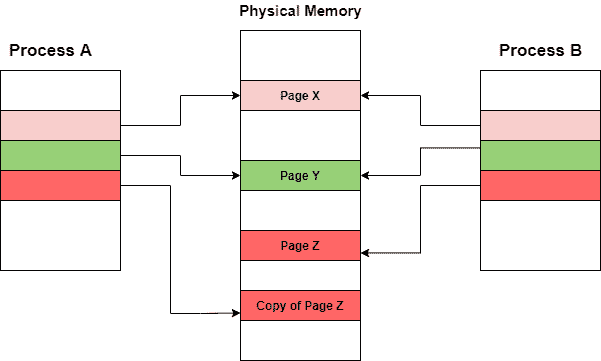 Physical Memory
Process A
Process B
Page X
Page Y
Page Z
Copy of Page Z